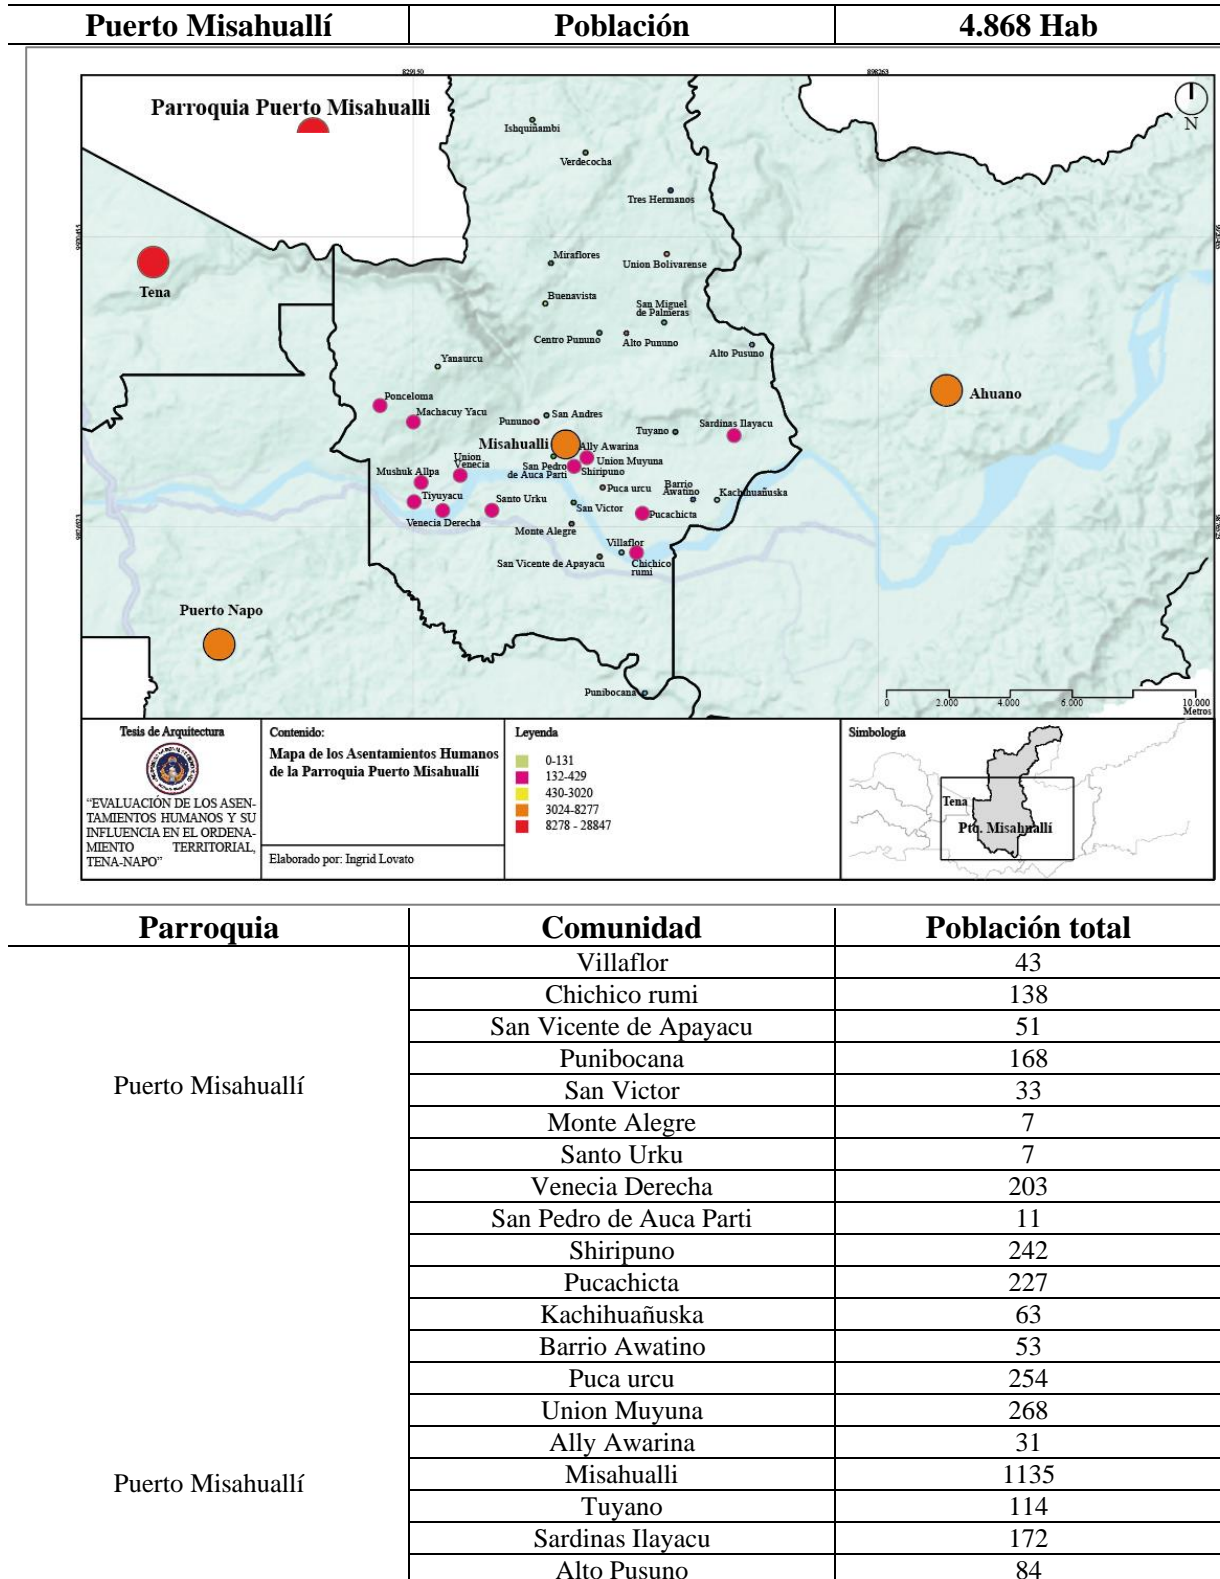 Puerto Misahuallí Población 4.868 Hab
829150 898263
Parroquia Puerto Misahualli
N
Ishquiñambi
Verdecocha
Tres Hermanos
Miraflores
Union Bolivarense
Tena
Buenavista
San Miguel
de Palmeras
Centro Pununo
Alto Pununo
Alto Pusuno
Yanaurcu
Ahuano
Ponceloma
Machacuy Yacu
San Andres
Pununo
Sardinas Ilayacu
Tuyano
Misahualli
Ally Awarina
Union
Venecia
Union Muyuna
San Pedro
de Auca Parti
Shiripuno
Mushuk Allpa
Puca urcu
Barrio
Awatino
Kachihuañuska
Tiyuyacu
Santo Urku
San Victor
Pucachicta
Venecia Derecha
Monte Alegre
Villaflor
San Vicente de Apayacu
Chichico
rumi
Puerto Napo
Punibocana
0 2.000 4.000 6.000 10.000
Metros
Tesis de Arquitectura
"EVALUACIÓN DE LOS ASEN-
TAMIENTOS HUMANOS Y SU
INFLUENCIA EN EL ORDENA-
MIENTO TERRITORIAL,
TENA-NAPO"
Contenido:
Mapa de los Asentamientos Humanos
de la Parroquia Puerto Misahuallí
Elaborado por: Ingrid Lovato
Leyenda
0-131
132-429
430-3020
3024-8277
8278 - 28847
Simbología
Tena
Pto. Misahuallí
Parroquia Comunidad Población total
Villaflor 43
Chichico rumi 138
San Vicente de Apayacu 51
Punibocana 168
Puerto Misahuallí
San Victor 33
Monte Alegre 7
Santo Urku 7
Venecia Derecha 203
San Pedro de Auca Parti 11
Shiripuno 242
Pucachicta 227
Kachihuañuska 63
Barrio Awatino 53
Puca urcu 254
Union Muyuna 268
Ally Awarina 31
Puerto Misahuallí
Misahualli 1135
Tuyano 114
Sardinas Ilayacu 172
Alto Pusuno 84